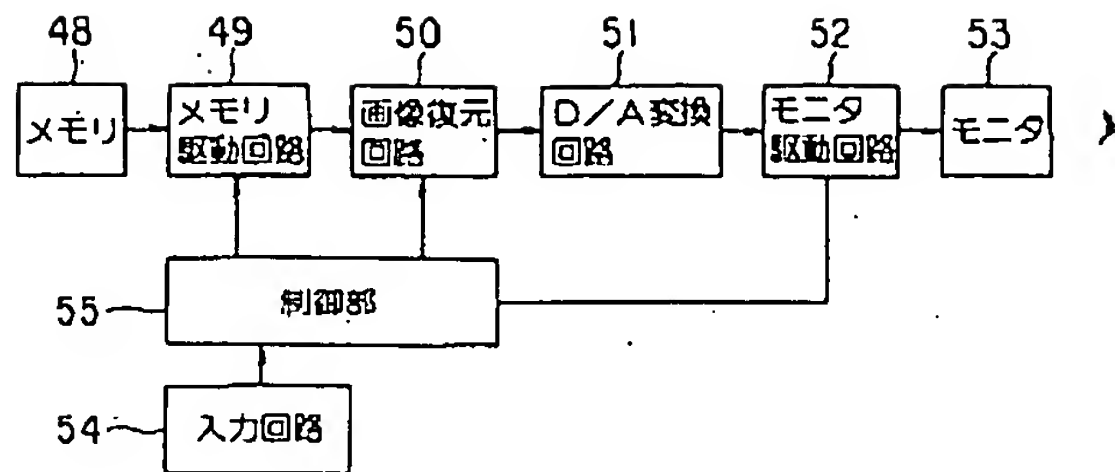 48
49
50
51
52
53
メモリ
メモリ
駆動回路
画像復元
回路
D/A変換
回路
モニタ
駆動回路
モニタ
55
制御部
54
入力回路